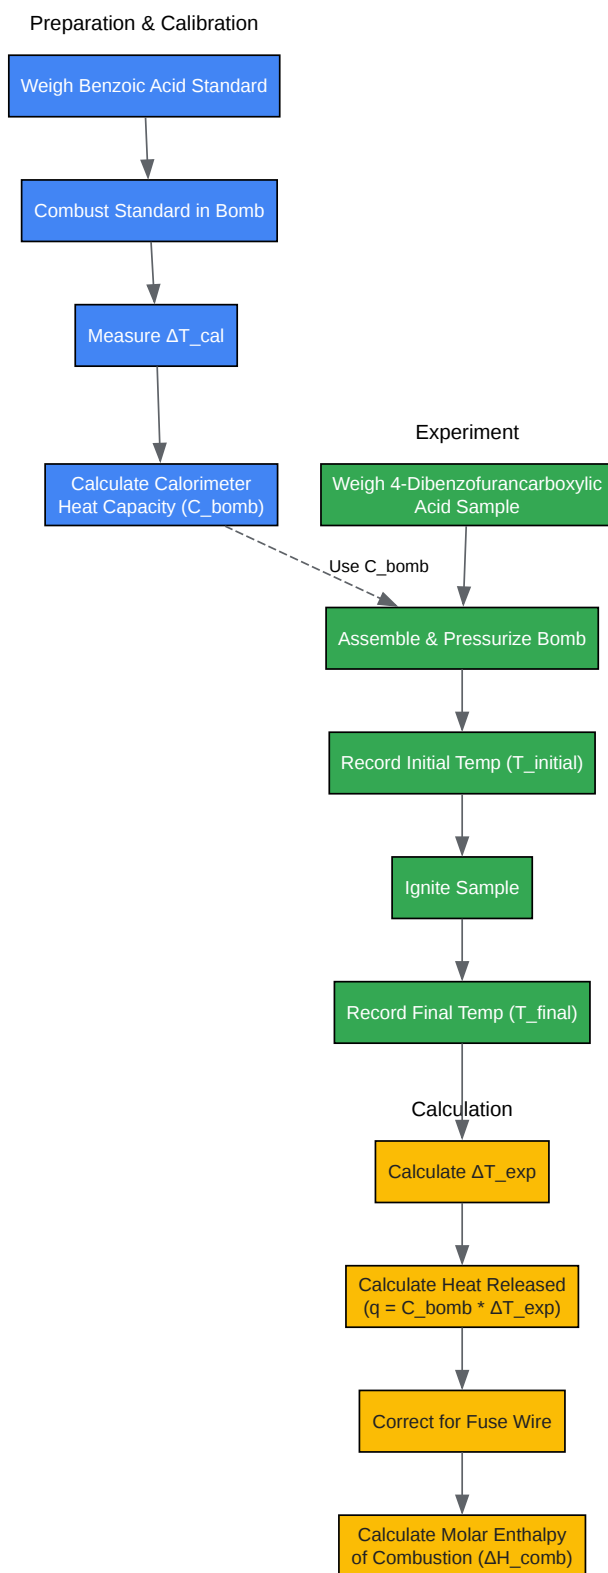 Preparation & Calibration
Weigh Benzoic Acid Standard
Combust Standard in Bomb
Measure ΔT_cal
Calculate Calorimeter
Heat Capacity (C_bomb)
Experiment
Weigh 4-Dibenzofurancarboxylic
Acid Sample
Use C_bomb
Assemble & Pressurize Bomb
Record Initial Temp (T_initial)
Ignite Sample
Record Final Temp (T_final)
Calculation
Calculate ΔT_exp
Calculate Heat Released
(q = C_bomb * ΔT_exp)
Correct for Fuse Wire
Calculate Molar Enthalpy
of Combustion (ΔH_comb)